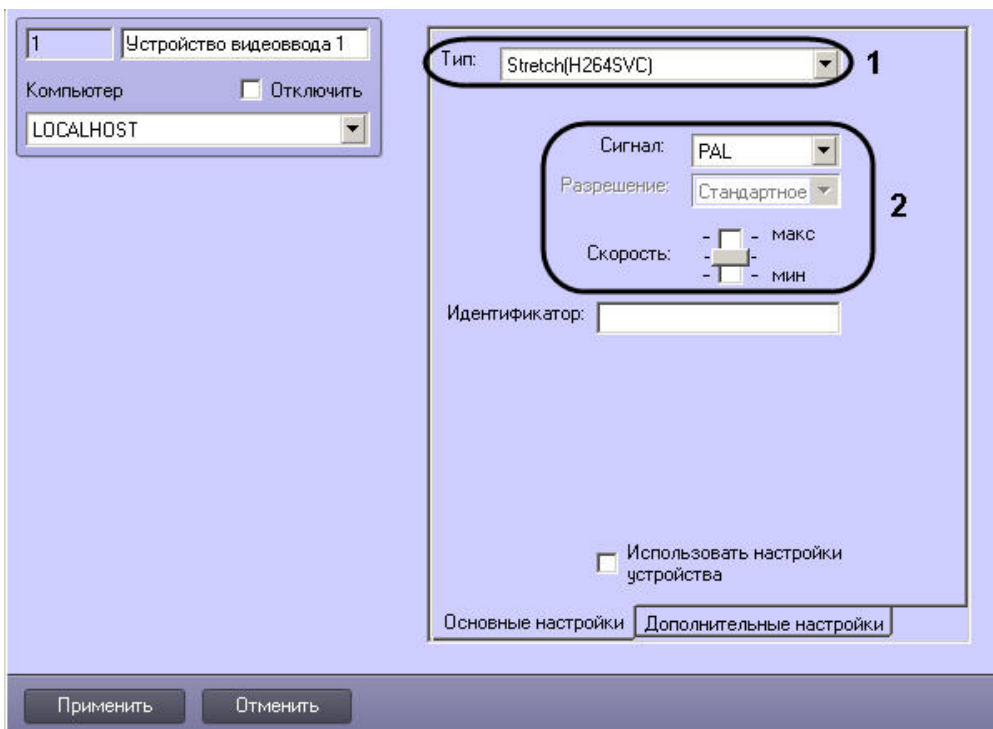 1
Устройство видеоввода 1
Компьютер
Отключить
LOCALHOST
Тип:
Stretch(H264SVC)
1
Сигнал:
PAL
Разрешение:
Стандартное
2
Скорость:
макс
мин
Идентификатор:
Использовать настройки
устройства
Основные настройки
Дополнительные настройки
Применить
Отменить